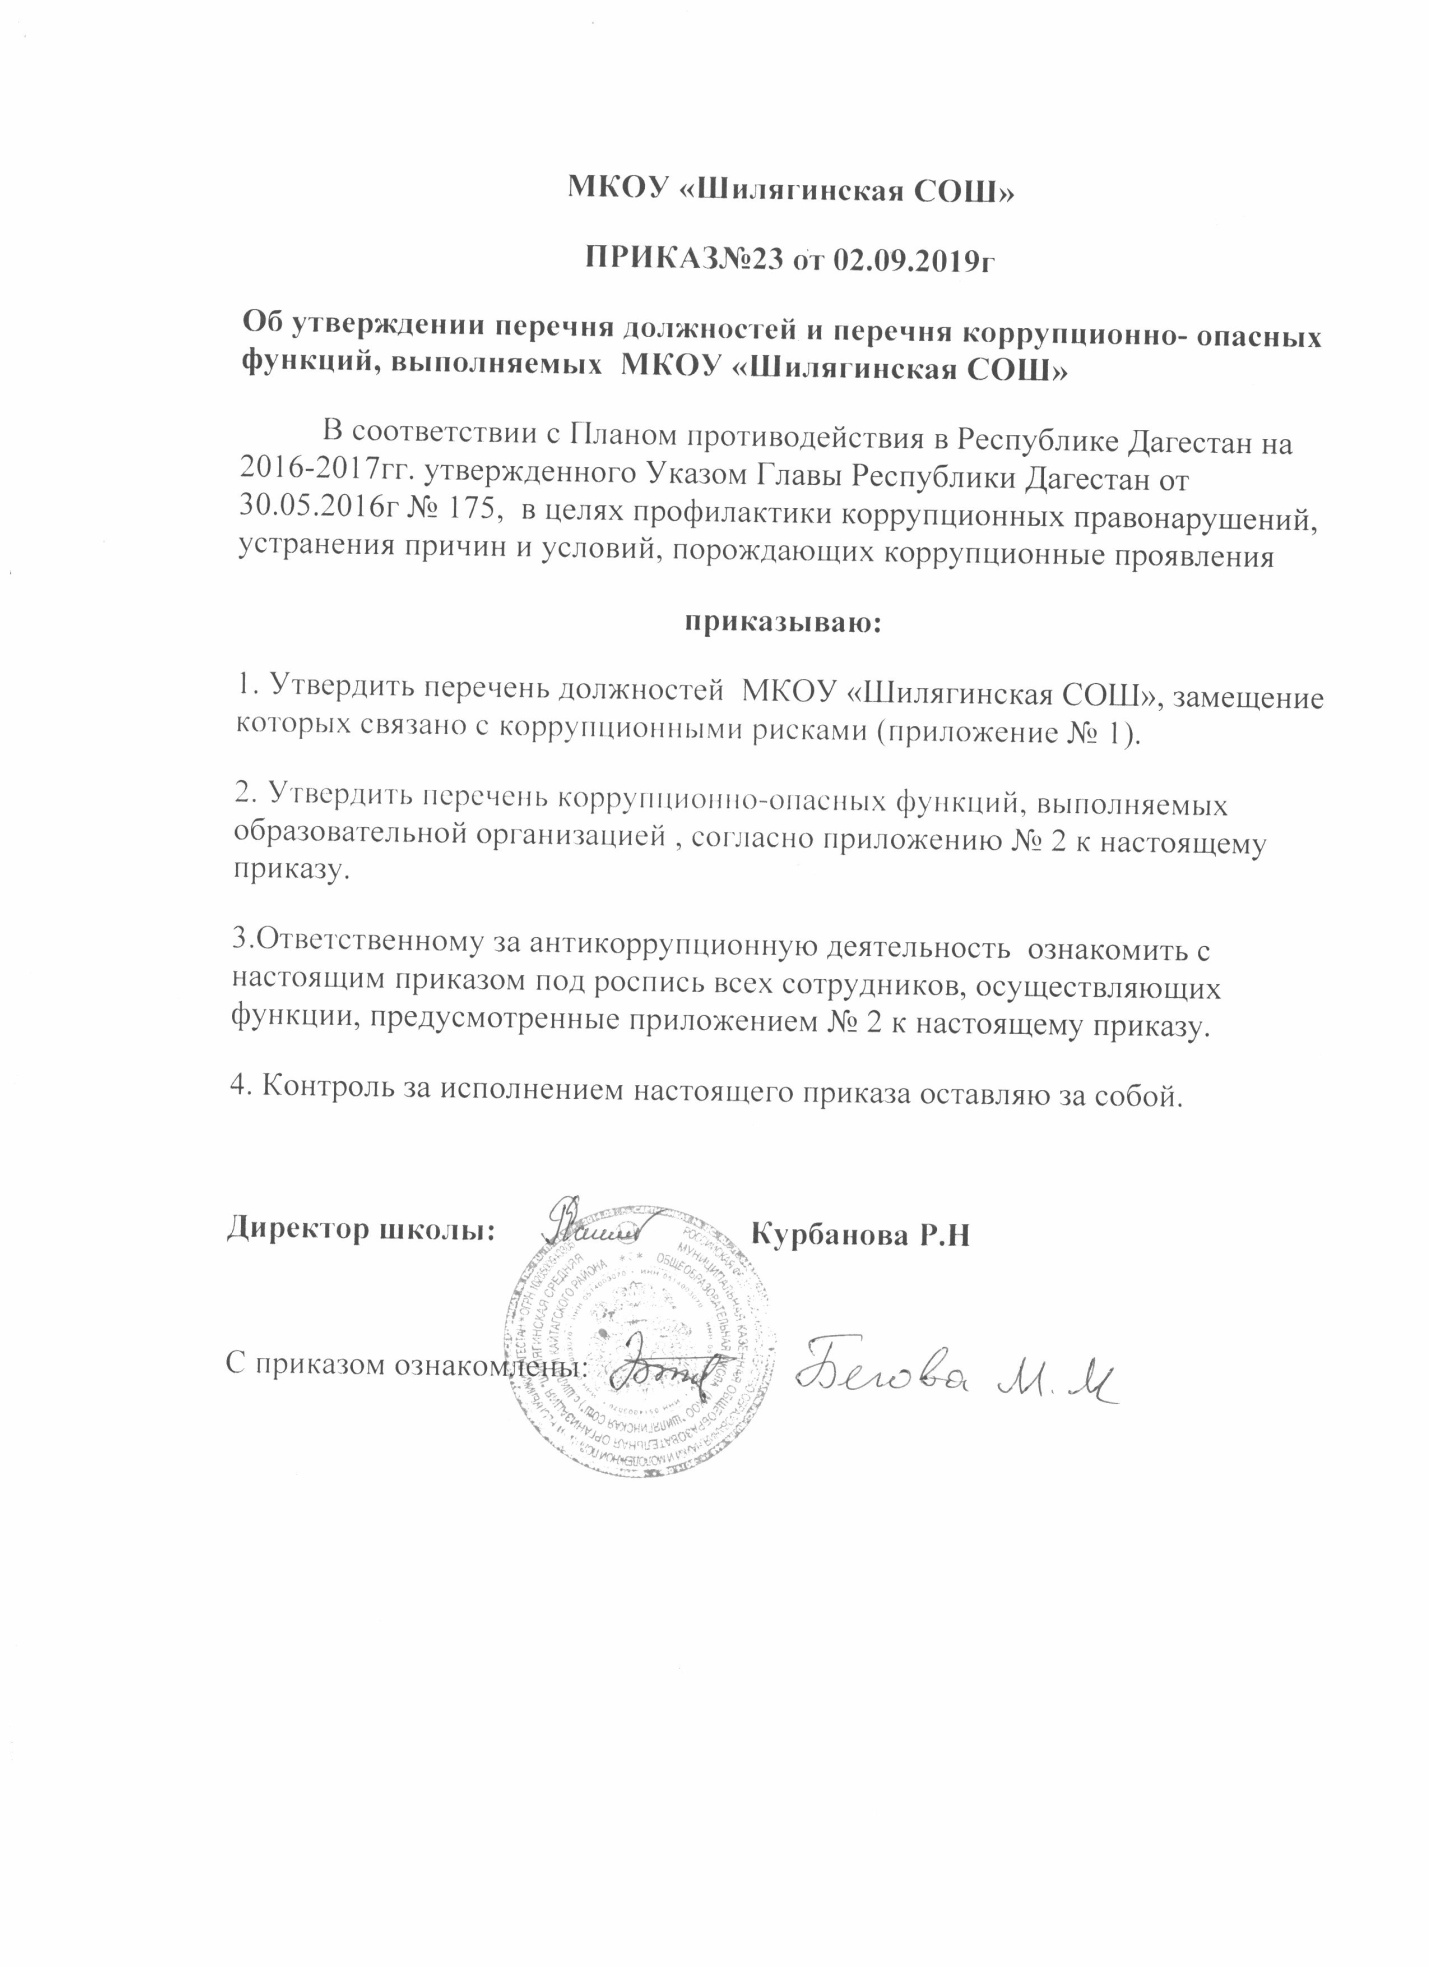 МКОУ «Шилягинская СОШ»
ПРИКАЗ№23 от 02.09.2019г
Об утверждении перечня должностей и перечня коррупционно- опасных
функций, выполняемых МКОУ «Шилягинская СОШ»
В соответствии с Планом противодействия в Республике Дагестан на
2016-2017гг. утвержденного Указом Главы Республики Дагестан от
30.05.2016г № 175, в целях профилактики коррупционных правонарушений,
устранения причин и условий, порождающих коррупционные проявления
приказываю:
1. Утвердить перечень должностей МКОУ «Шилягинская СОШ», замещение
которых связано с коррупционными рисками (приложение № 1).
2. Утвердить перечень коррупционно-опасных функций, выполняемых
образовательной организацией , согласно приложению № 2 к настоящему
приказу.
3.Ответственному за антикоррупционную деятельность ознакомить с
настоящим приказом под роспись всех сотрудников, осуществляющих
функции, предусмотренные приложением № 2 к настоящему приказу.
4. Контроль за исполнением настоящего приказа оставляю за собой.
Директор школы: Курбанова Р.Н
С приказом ознакомлены: Бегова М. М